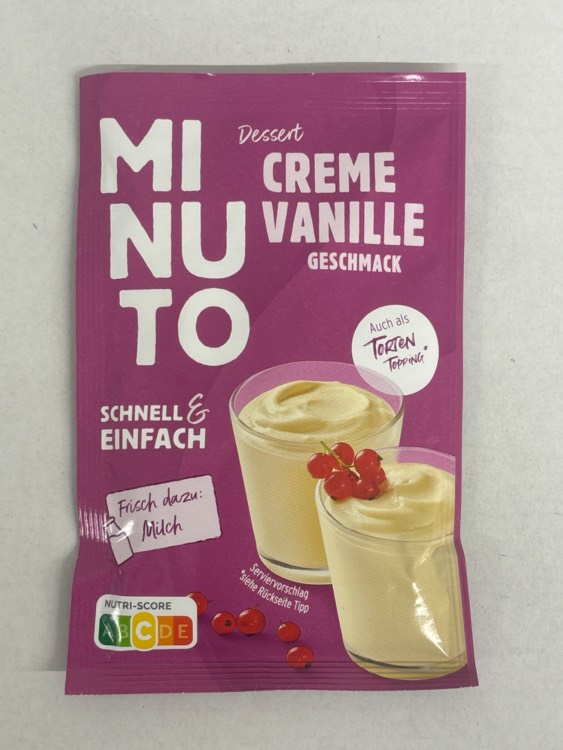 MI
NU
TO
Dessert
CREME
VANILLE
GESCHMACK
Auch als
TORTEN
TOPPING*
SCHNELL &
EINFACH
Frisch dazu:
Milch
Serviervorschlag
*siehe Rückseite Tipp
NUTRI-SCORE
A B C D E